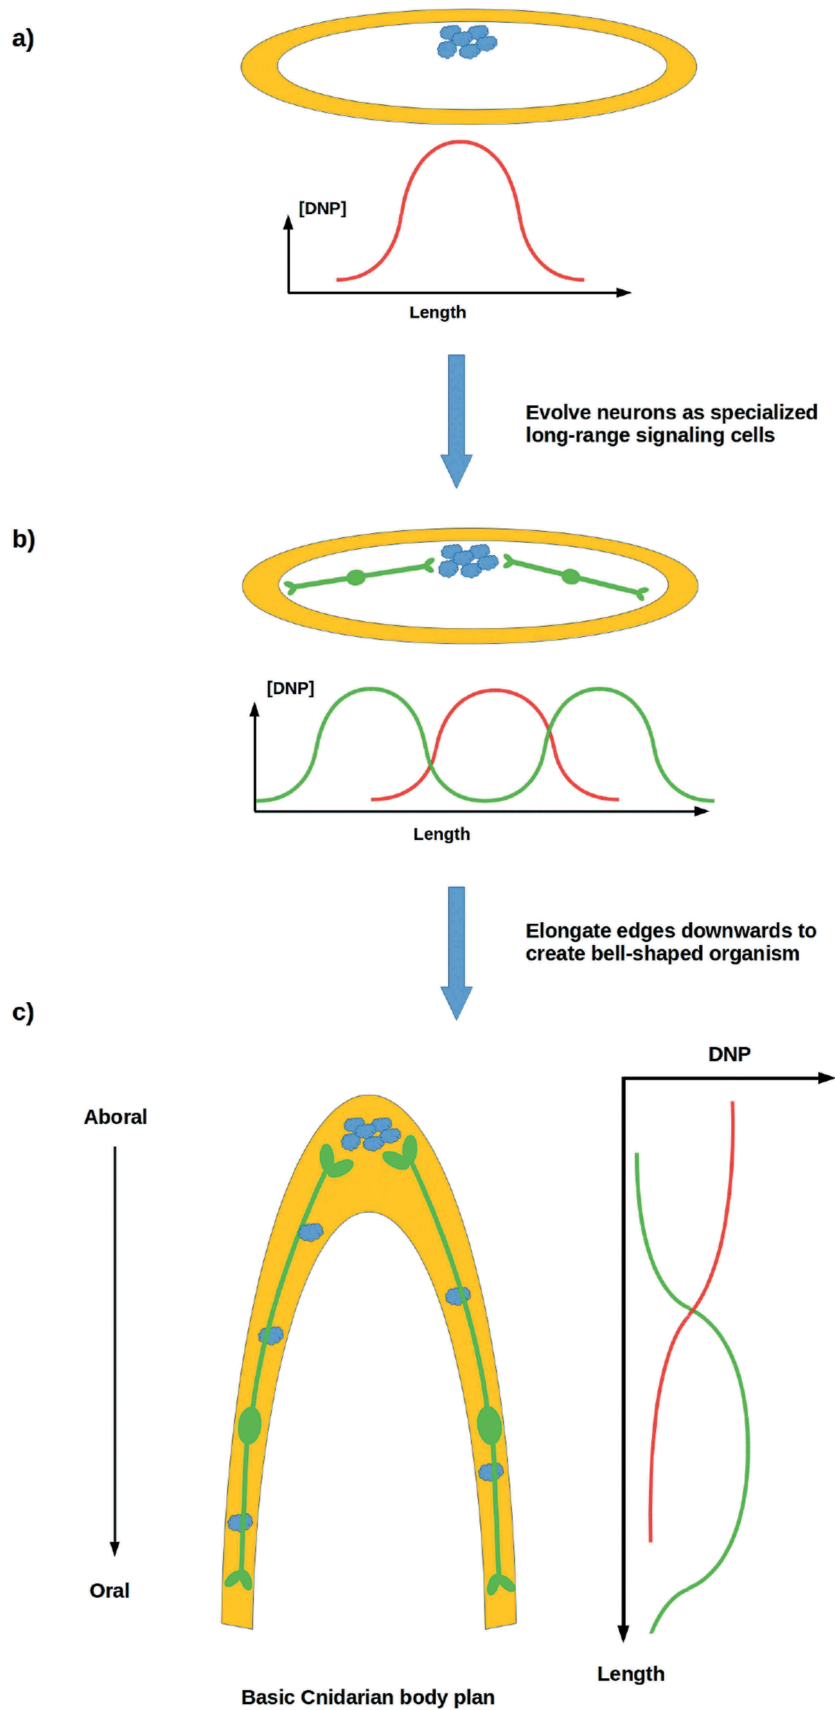 a)
[DNP]
Length
Evolve neurons as specialized
long-range signaling cells
b)
[DNP]
Length
Elongate edges downwards to
create bell-shaped organism
c)
DNP
Aboral
Oral
Length
Basic Cnidarian body plan